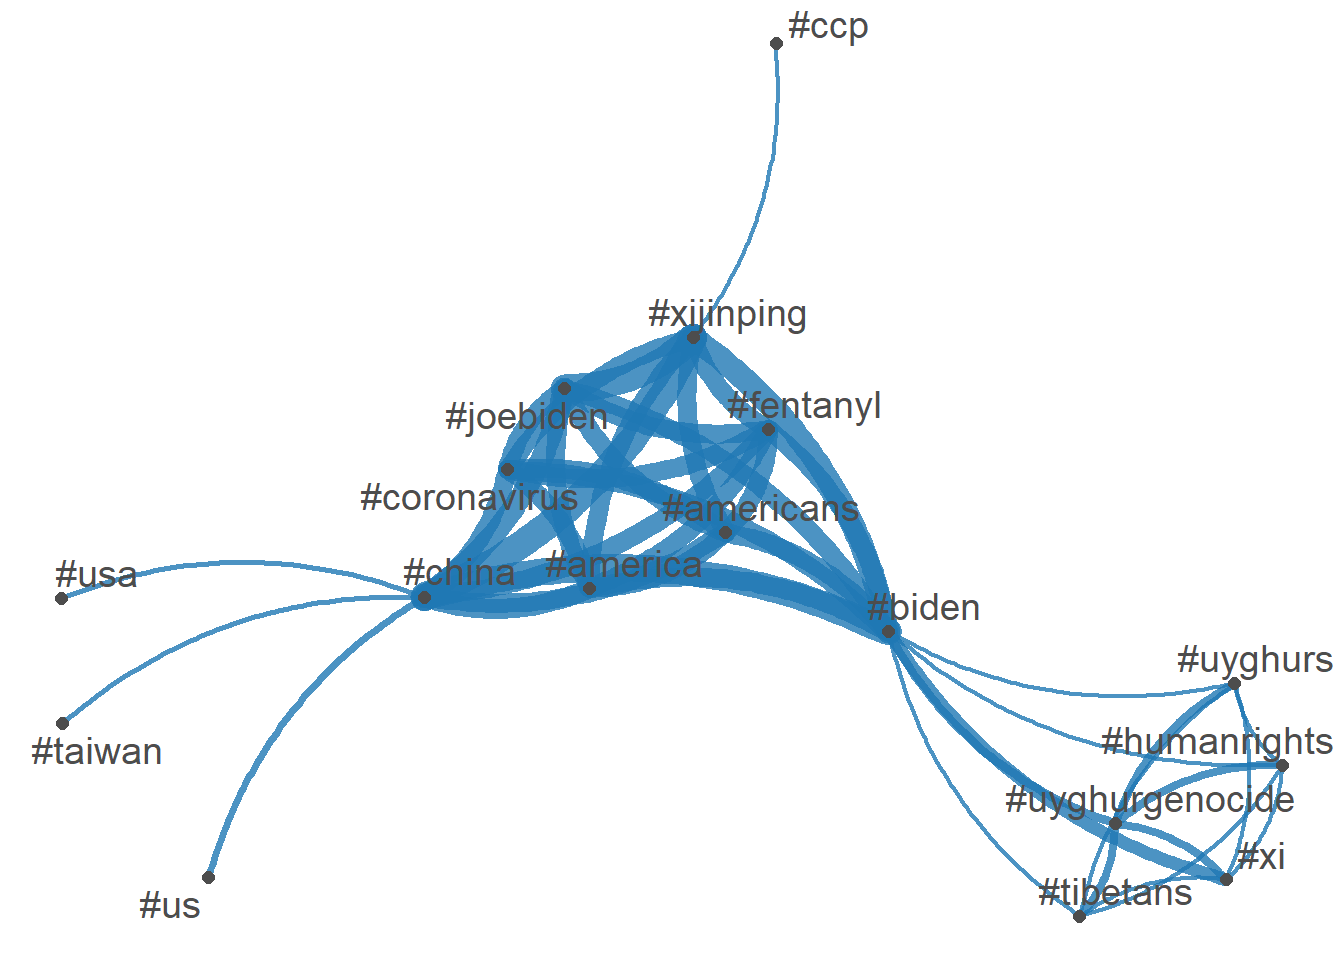 #ccp
#xijinping
#fentanyl
#joebiden
#coronavirus
#americans
#america
#usa
#china
#biden
#uyghurs
#taiwan
#humanrights
#uyghurgenocide
#xi
#tibetans
#us